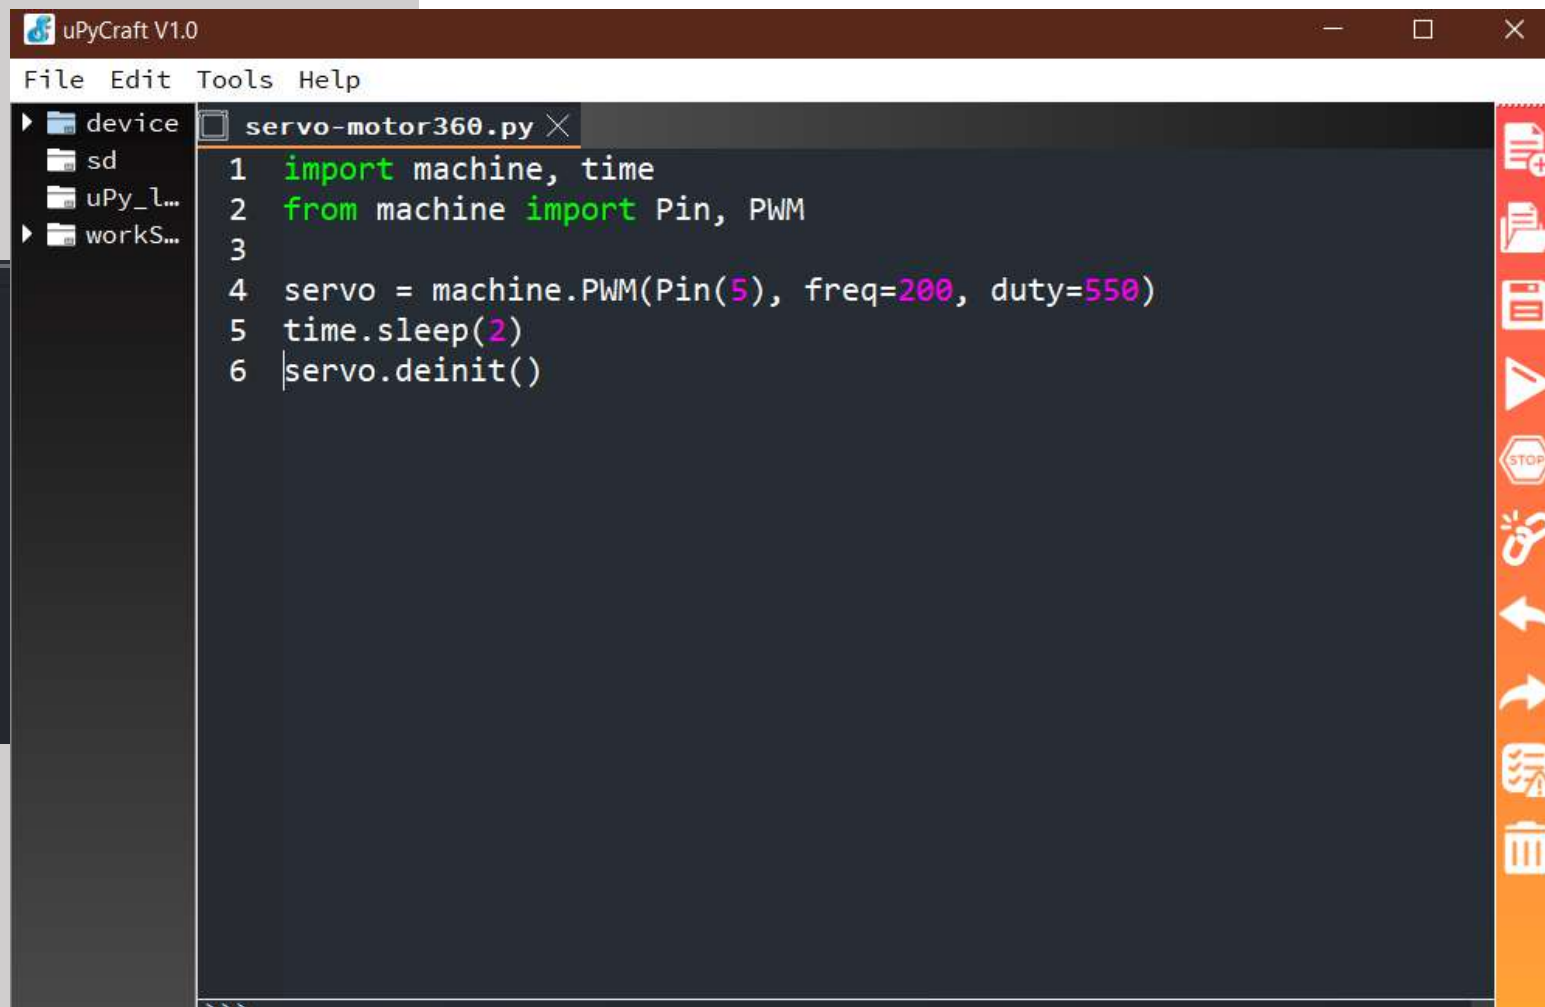 uPyCraft V1.0
File Edit Tools Help
device
sd
uPy_l…
workS…
servo-motor360.py
1 import machine, time
2 from machine import Pin, PWM
3
4 servo = machine.PWM(Pin(5), freq=200, duty=550)
5 time.sleep(2)
6 servo.deinit()
STOP
>>>